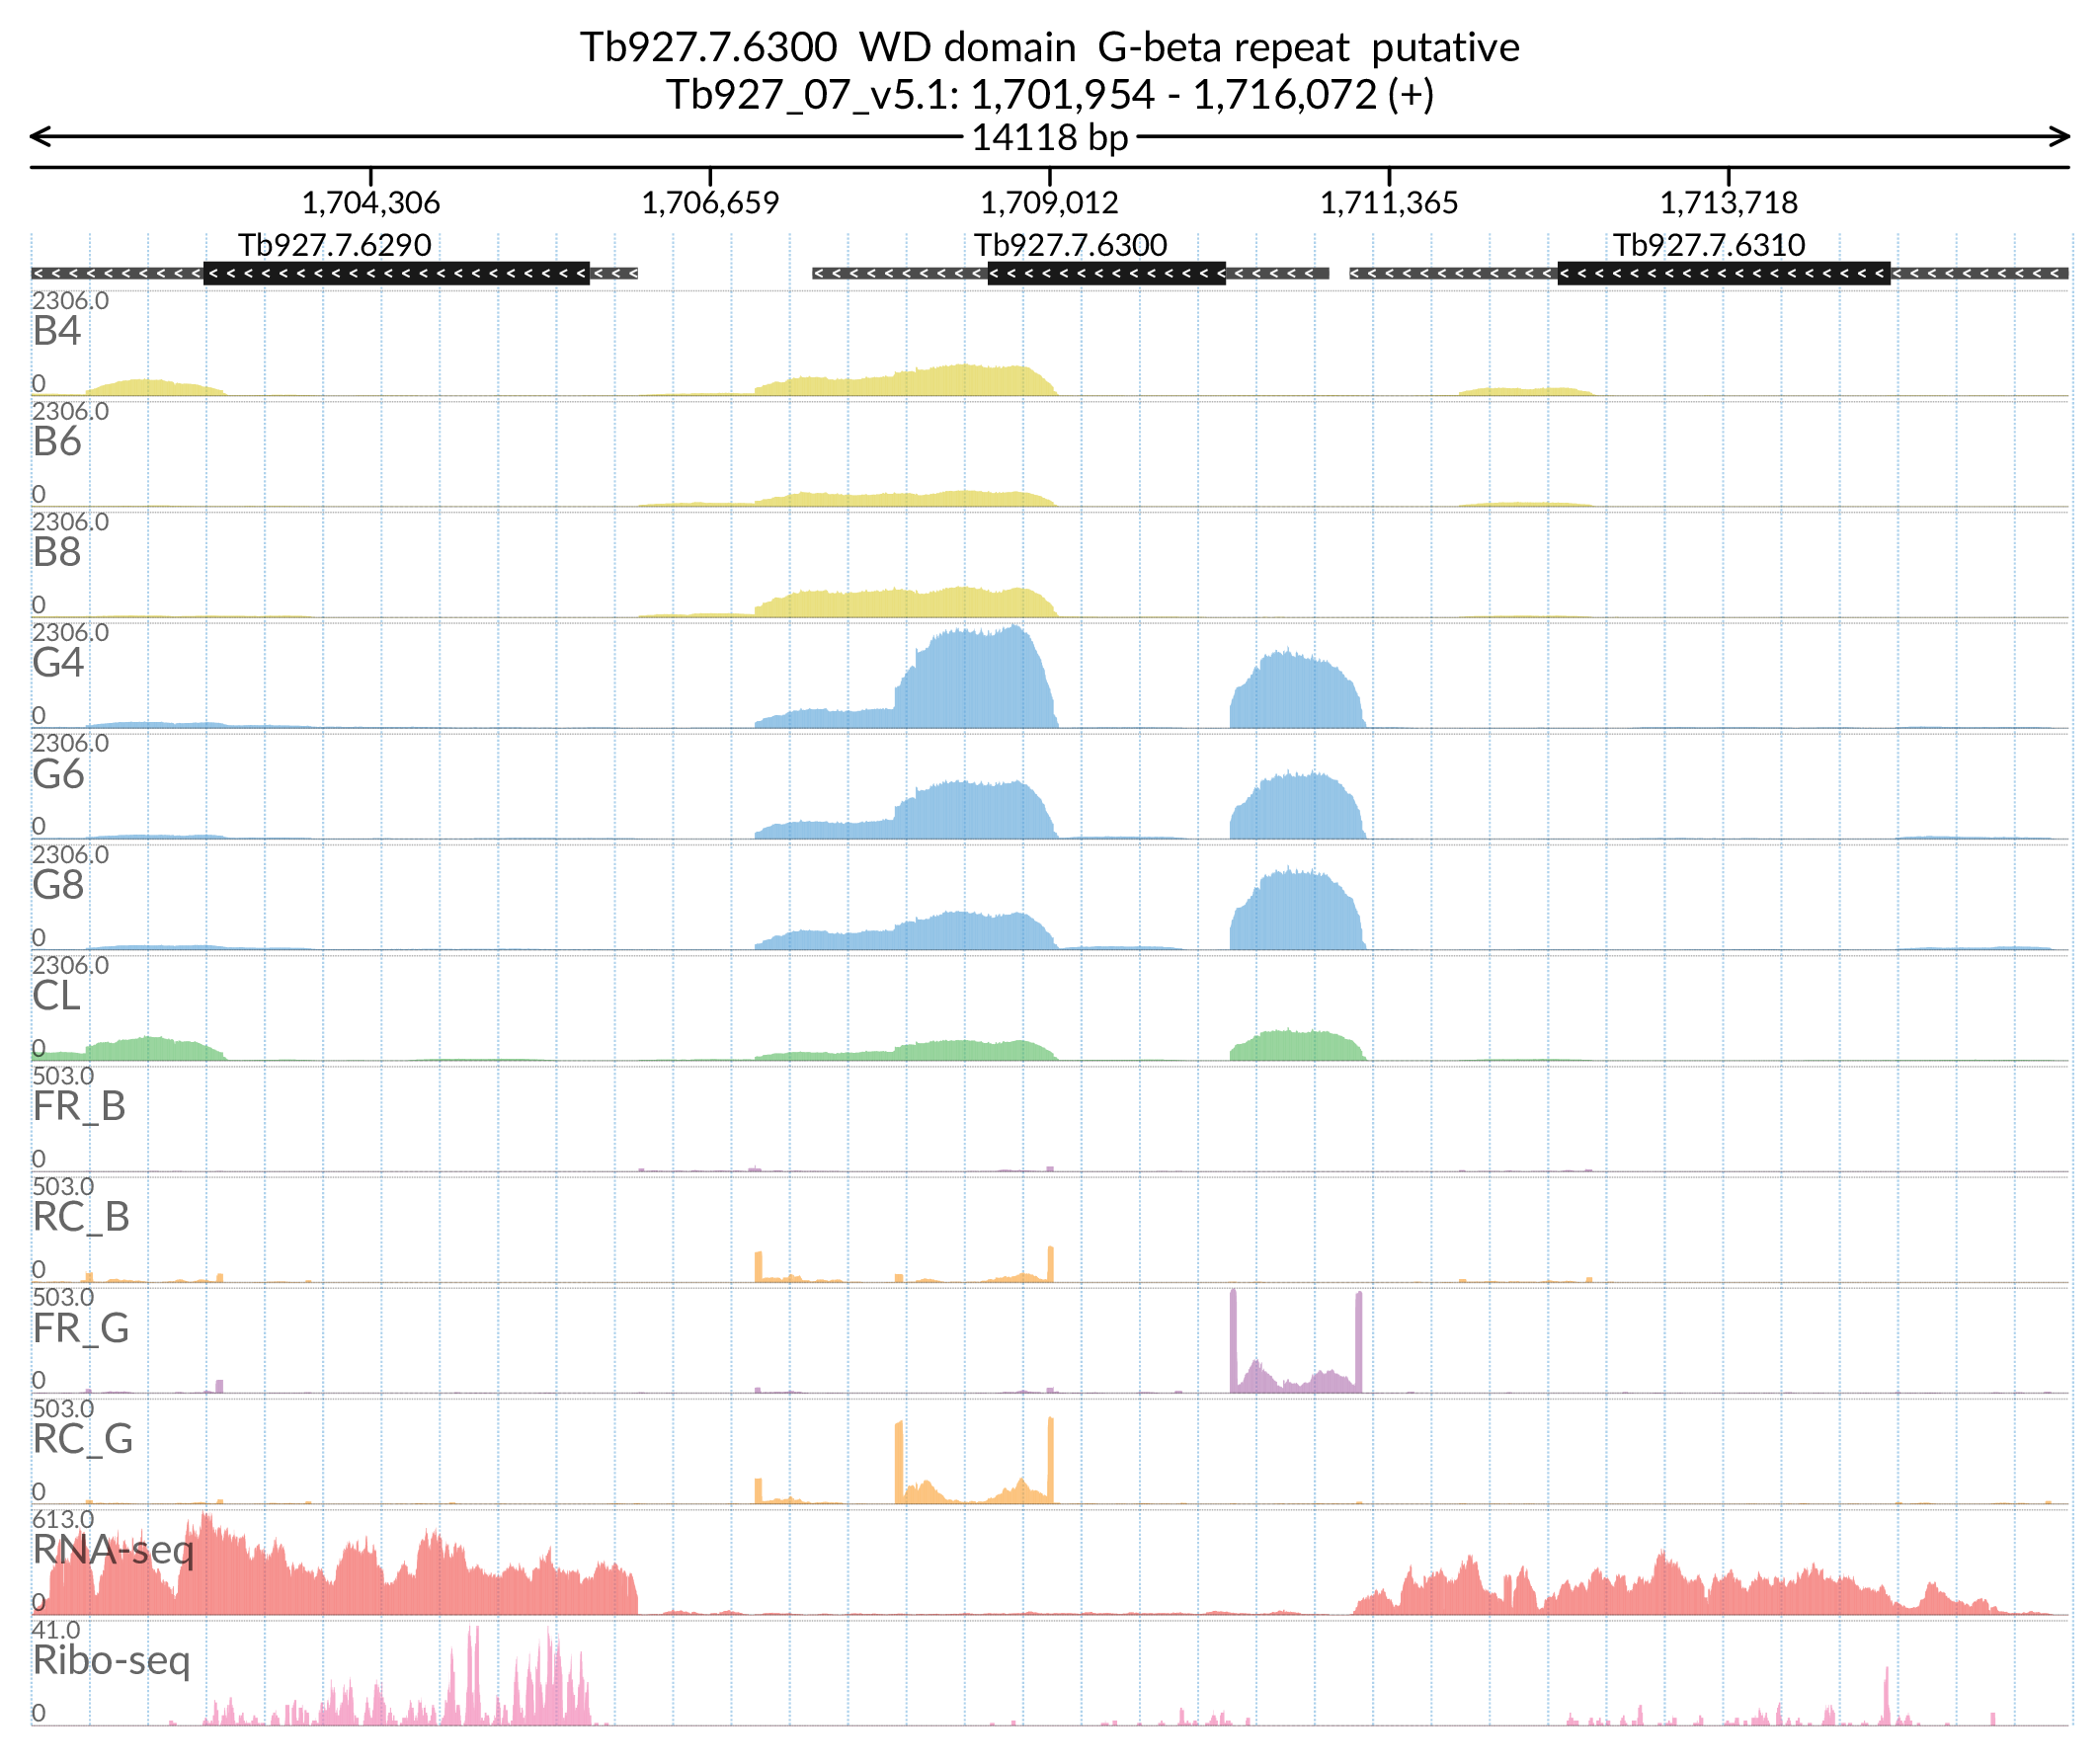 Tb927.7.6300 WD domain G-beta repeat putative
Tb927_07_v5.1: 1,701,954 - 1,716,072 (+)
14118 bp
1,704,306 1,706,659 1,709,012 1,711,365 1,713,718
Tb927.7.6290 Tb927.7.6300 Tb927.7.6310
2306.0
B4
0
2306.0
B6
0
2306.0
B8
0
2306.0
G4
0
2306.0
G6
0
2306.0
G8
0
2306.0
CL
0
503.0
FR_B
0
503.0
RC_B
0
503.0
FR_G
0
503.0
RC_G
0
613.0
RNA-seq
0
41.0
Ribo-seq
0